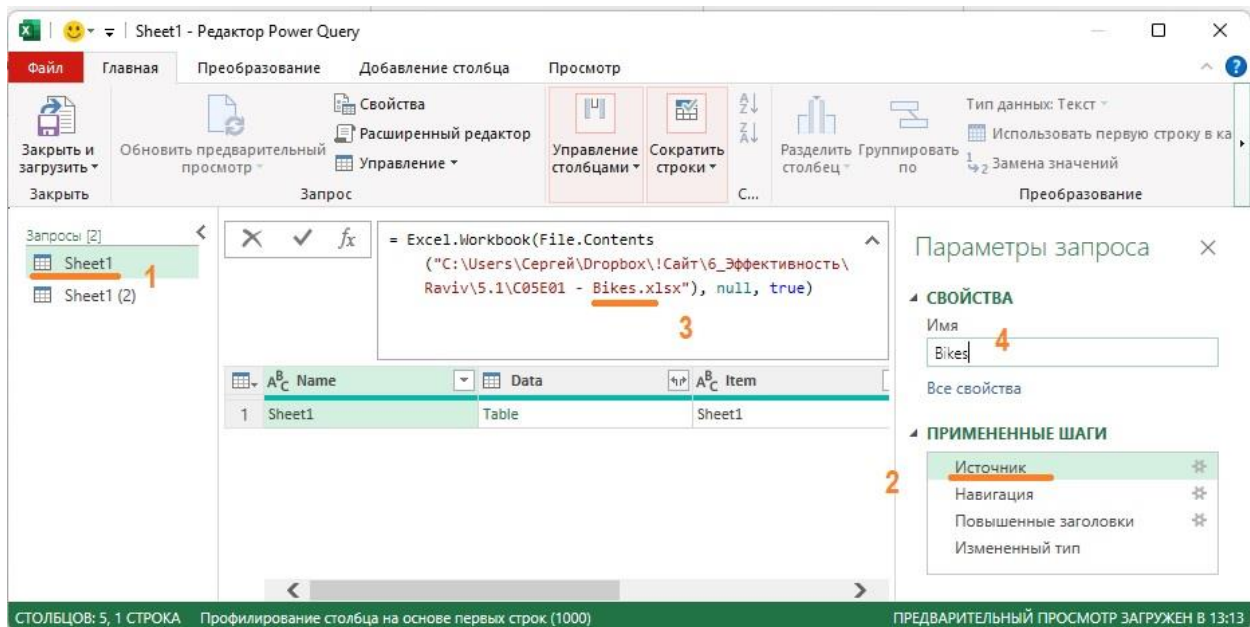 Sheet1 - Редактор Power Query
Файл Главная Преобразование Добавление столбца Просмотр
Закрыть и загрузить
Закрыть
Обновить предварительный просмотр
Свойства
Расширенный редактор
Управление
Запрос
Управление столбцами
Сократить строки
С...
Разделить столбец
Группировать по
Тип данных: Текст
Использовать первую строку в ка
Замена значений
Преобразование
Запросы [2]
Sheet1
1
Sheet1 (2)
fx
= Excel.Workbook(File.Contents
("C:\Users\Сергей\Dropbox\!Сайт\6_Эффективность\
Raviv\5.1\C05E01 - Bikes.xlsx"), null, true)
3
ABC Name Data ABC Item
1 Sheet1 Table Sheet1
Параметры запроса
СВОЙСТВА
Имя
4
Bikes
Все свойства
ПРИМЕНЕННЫЕ ШАГИ
2
Источник
Навигация
Повышенные заголовки
Измененный тип
СТОЛБЦОВ: 5, 1 СТРОКА Профилирование столбца на основе первых строк (1000) ПРЕДВАРИТЕЛЬНЫЙ ПРОСМОТР ЗАГРУЖЕН В 13:13